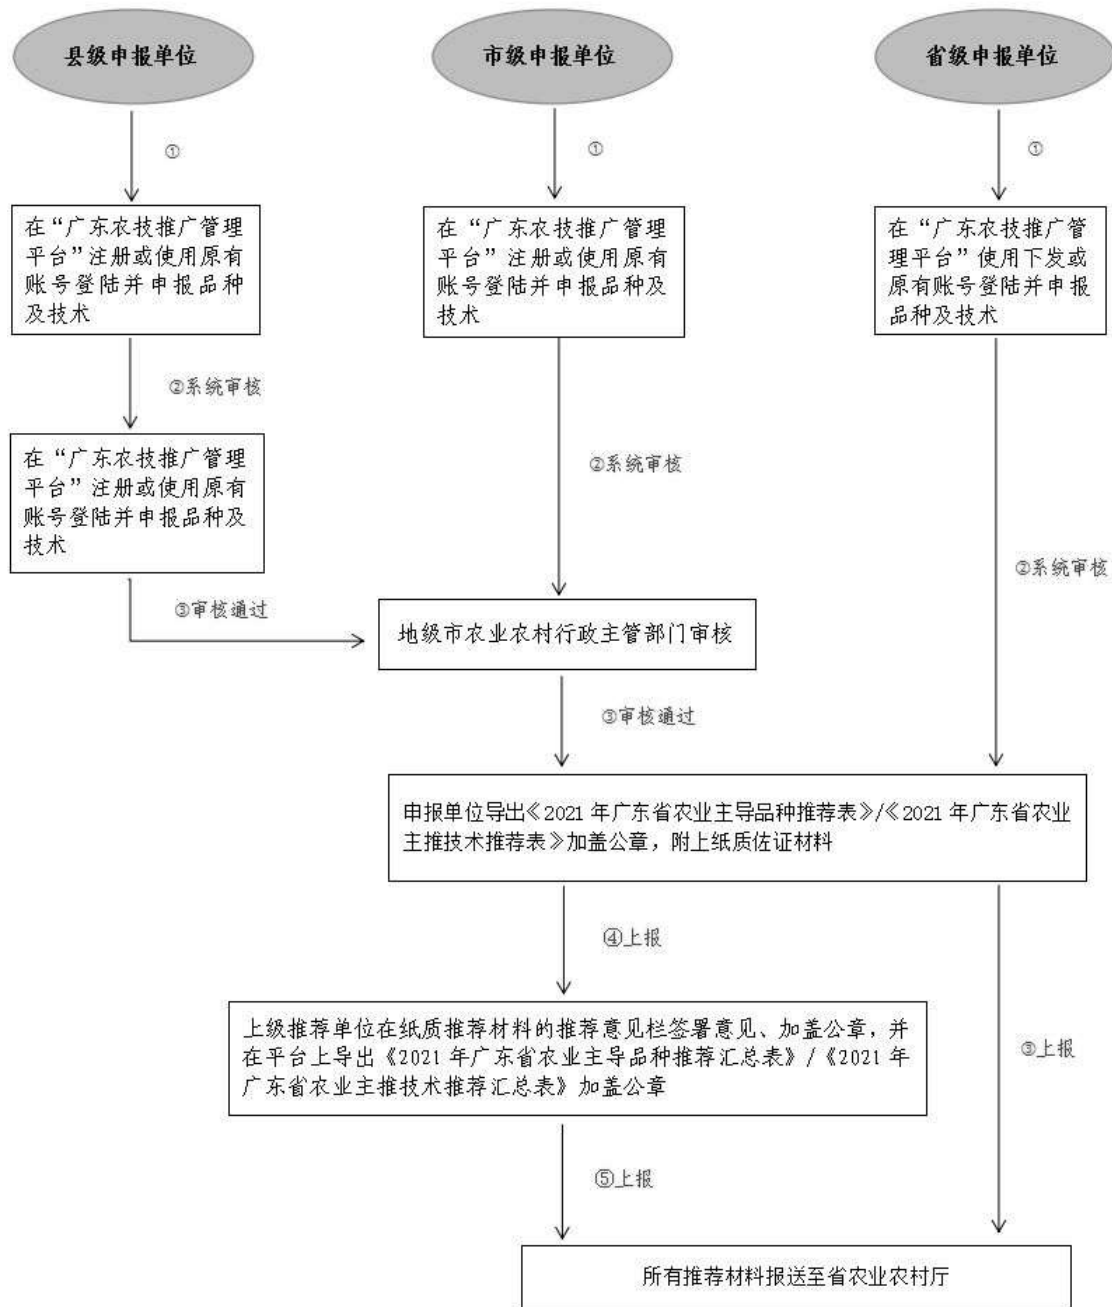 县级申报单位
市级申报单位
省级申报单位
①
①
①
在“广东农技推广管理
平台”注册或使用原有
账号登陆并申报品种
及技术
在“广东农技推广管理
平台”注册或使用原有
账号登陆并申报品种及
技术
在“广东农技推广管
理平台”使用下发或
原有账号登陆并申报
品种及技术
②系统审核
在“广东农技推广管理
平台”注册或使用原有
账号登陆并申报品种及
技术
②系统审核
②系统审核
③审核通过
地级市农业农村行政主管部门审核
③审核通过
申报单位导出《2021年广东省农业主导品种推荐表》/《2021年广东省农业
主推技术推荐表》加盖公章，附上纸质佐证材料
④上报
上级推荐单位在纸质推荐材料的推荐意见栏签署意见、加盖公章，并
在平台上导出《2021年广东省农业主导品种推荐汇总表》/《2021年
广东省农业主推技术推荐汇总表》加盖公章
③上报
⑤上报
所有推荐材料报送至省农业农村厅